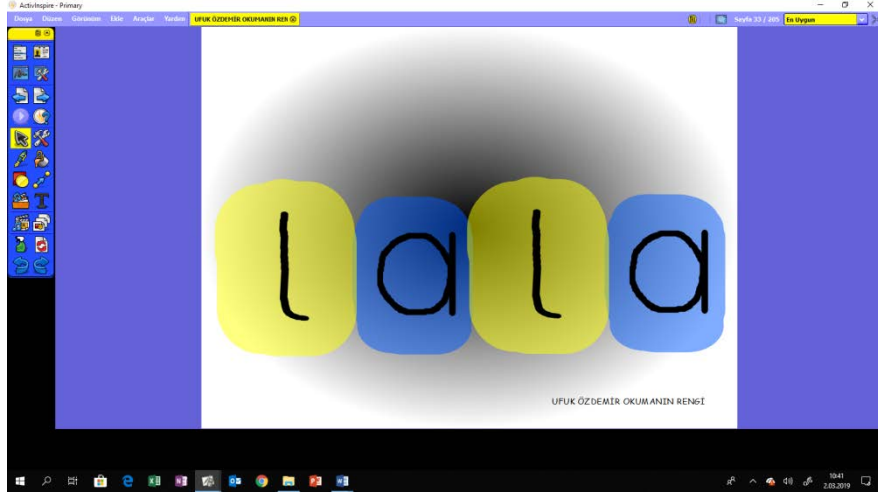 ActivInspire - Primary
Dosya Düzen Görünüm Ekle Araçlar Yardım
UFUK ÖZDEMİR OKUMANIN REN
Sayfa 33 / 205
En Uygun
lala
UFUK ÖZDEMİR OKUMANIN RENGİ
10:41
2.03.2019